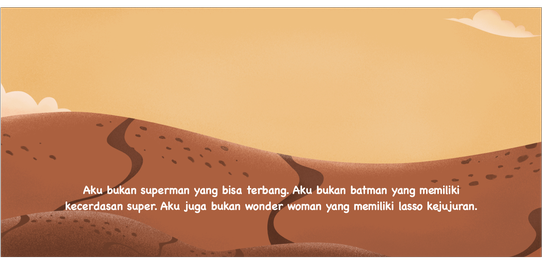 Aku bukan superman yang bisa terbang. Aku bukan batman yang memiliki
kecerdasan super. Aku juga bukan wonder woman yang memiliki lasso kejujuran.